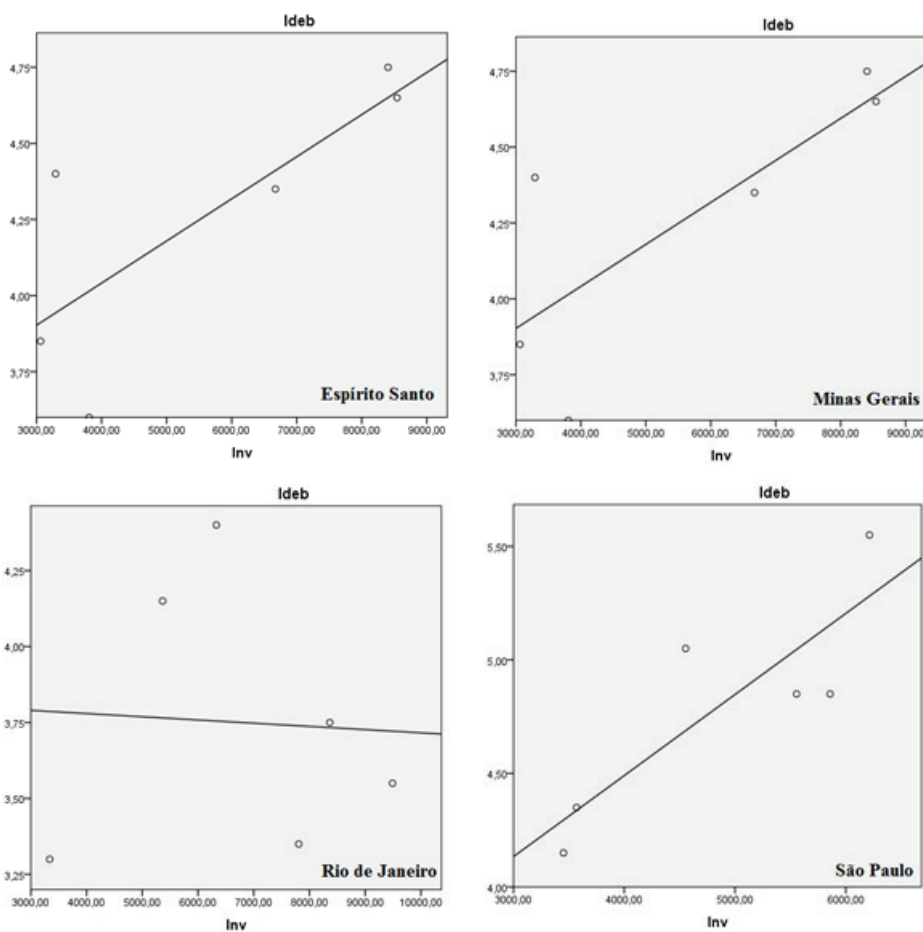 Ideb
4,75
4,50
4,25
4,00
3,75
3000,00 4000,00 5000,00 6000,00 7000,00 8000,00 9000,00
Inv
Espírito Santo
Ideb
4,75
4,50
4,25
4,00
3,75
3000,00 4000,00 5000,00 6000,00 7000,00 8000,00 9000,00
Inv
Minas Gerais
Ideb
4,25
4,00
3,75
3,50
3,25
3000,00 4000,00 5000,00 6000,00 7000,00 8000,00 9000,00 10000,00
Inv
Rio de Janeiro
Ideb
5,50
5,00
4,50
4,00
3000,00 4000,00 5000,00 6000,00
Inv
São Paulo